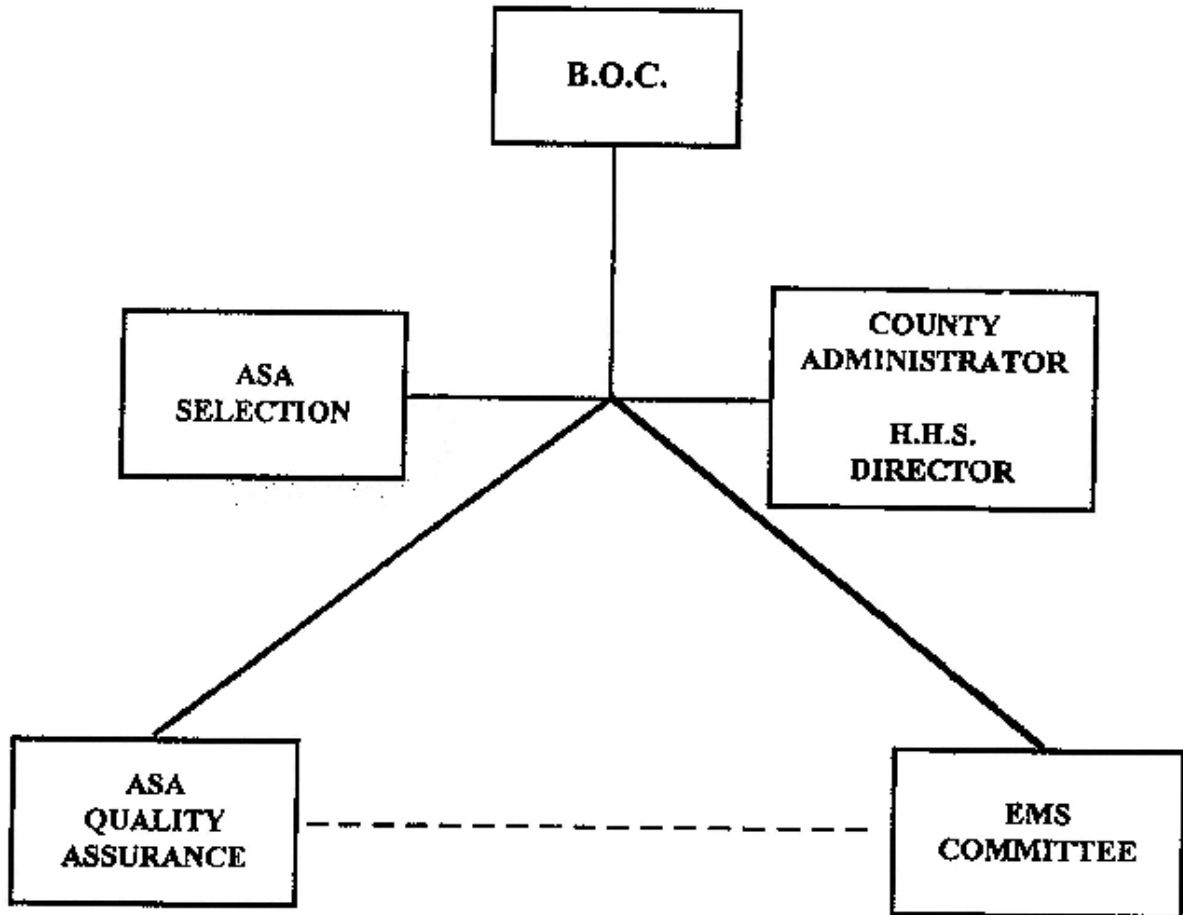 B.O.C.
ASA
SELECTION
COUNTY
ADMINISTRATOR
H.H.S.
DIRECTOR
ASA
QUALITY
ASSURANCE
EMS
COMMITTEE